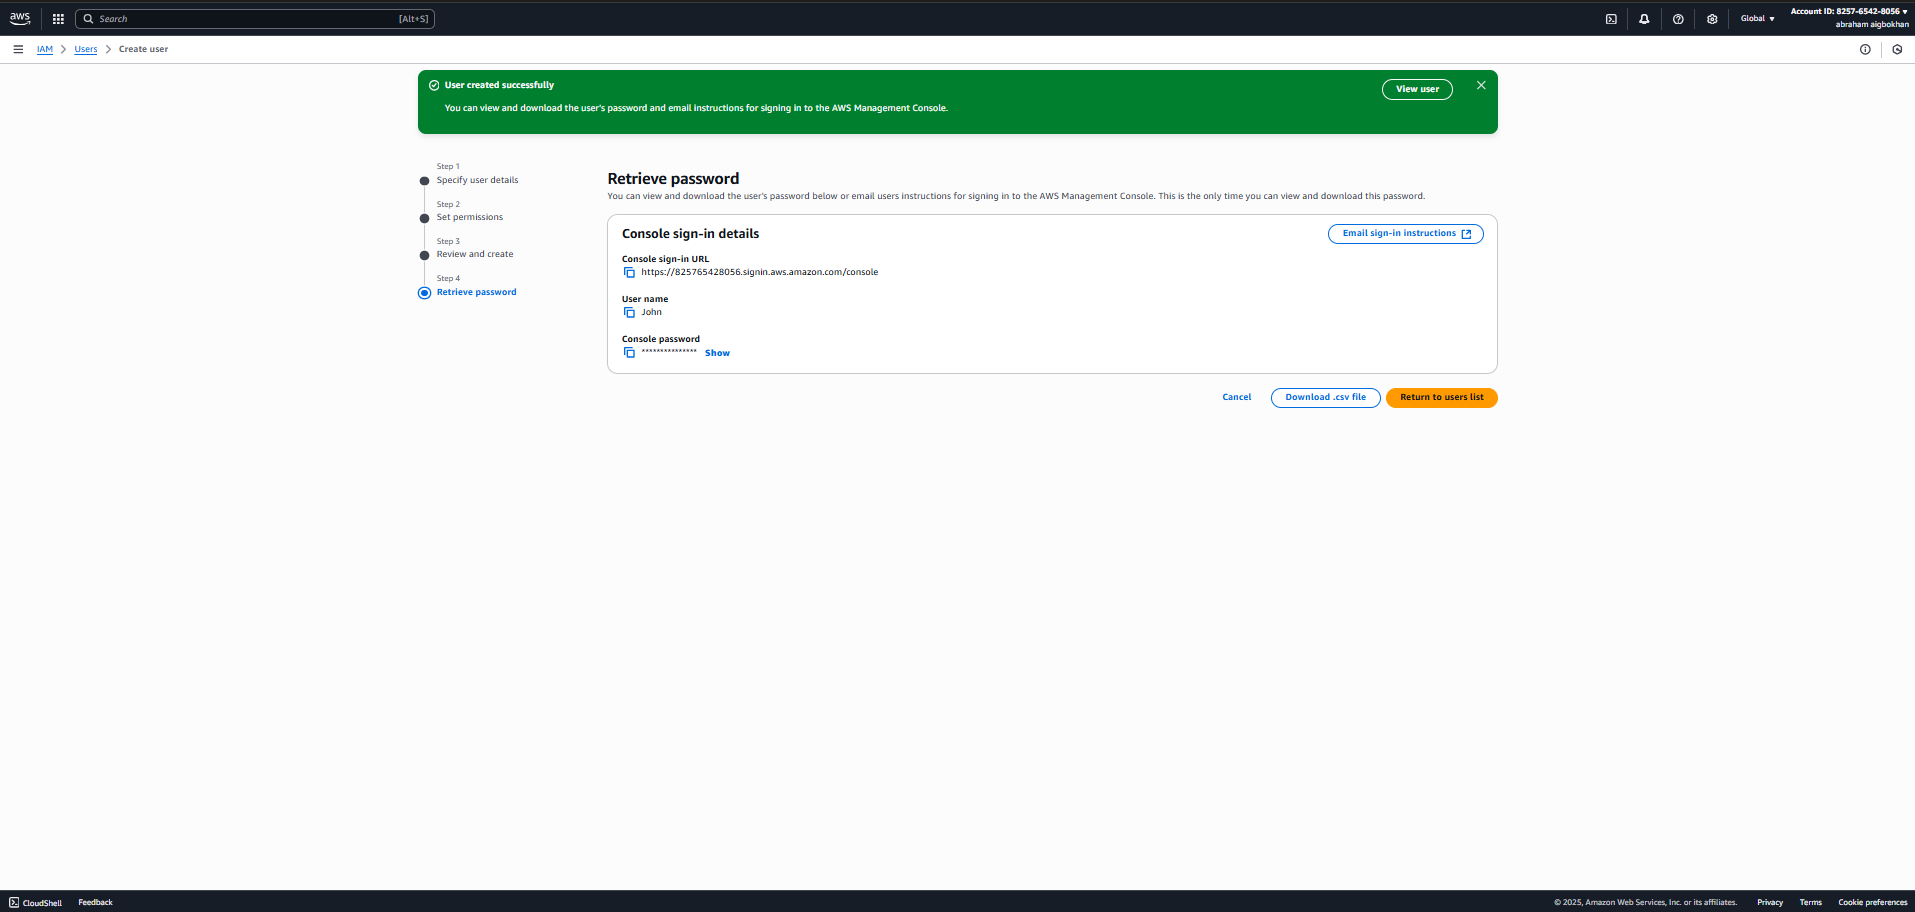 aws
Search [Alt+S]
Global
Account ID: 8257-6542-8056
abraham aigbokhan
IAM > Users > Create user
User created successfully
You can view and download the user's password and email instructions for signing in to the AWS Management Console.
View user
Step 1
Specify user details
Step 2
Set permissions
Step 3
Review and create
Step 4
Retrieve password
Retrieve password
You can view and download the user's password below or email users instructions for signing in to the AWS Management Console. This is the only time you can view and download this password.
Console sign-in details
Email sign-in instructions
Console sign-in URL
https://825765428056.signin.aws.amazon.com/console
User name
John
Console password
*************** Show
Cancel
Download .csv file
Return to users list
CloudShell
Feedback
© 2025, Amazon Web Services, Inc. or its affiliates.
Privacy
Terms
Cookie preferences